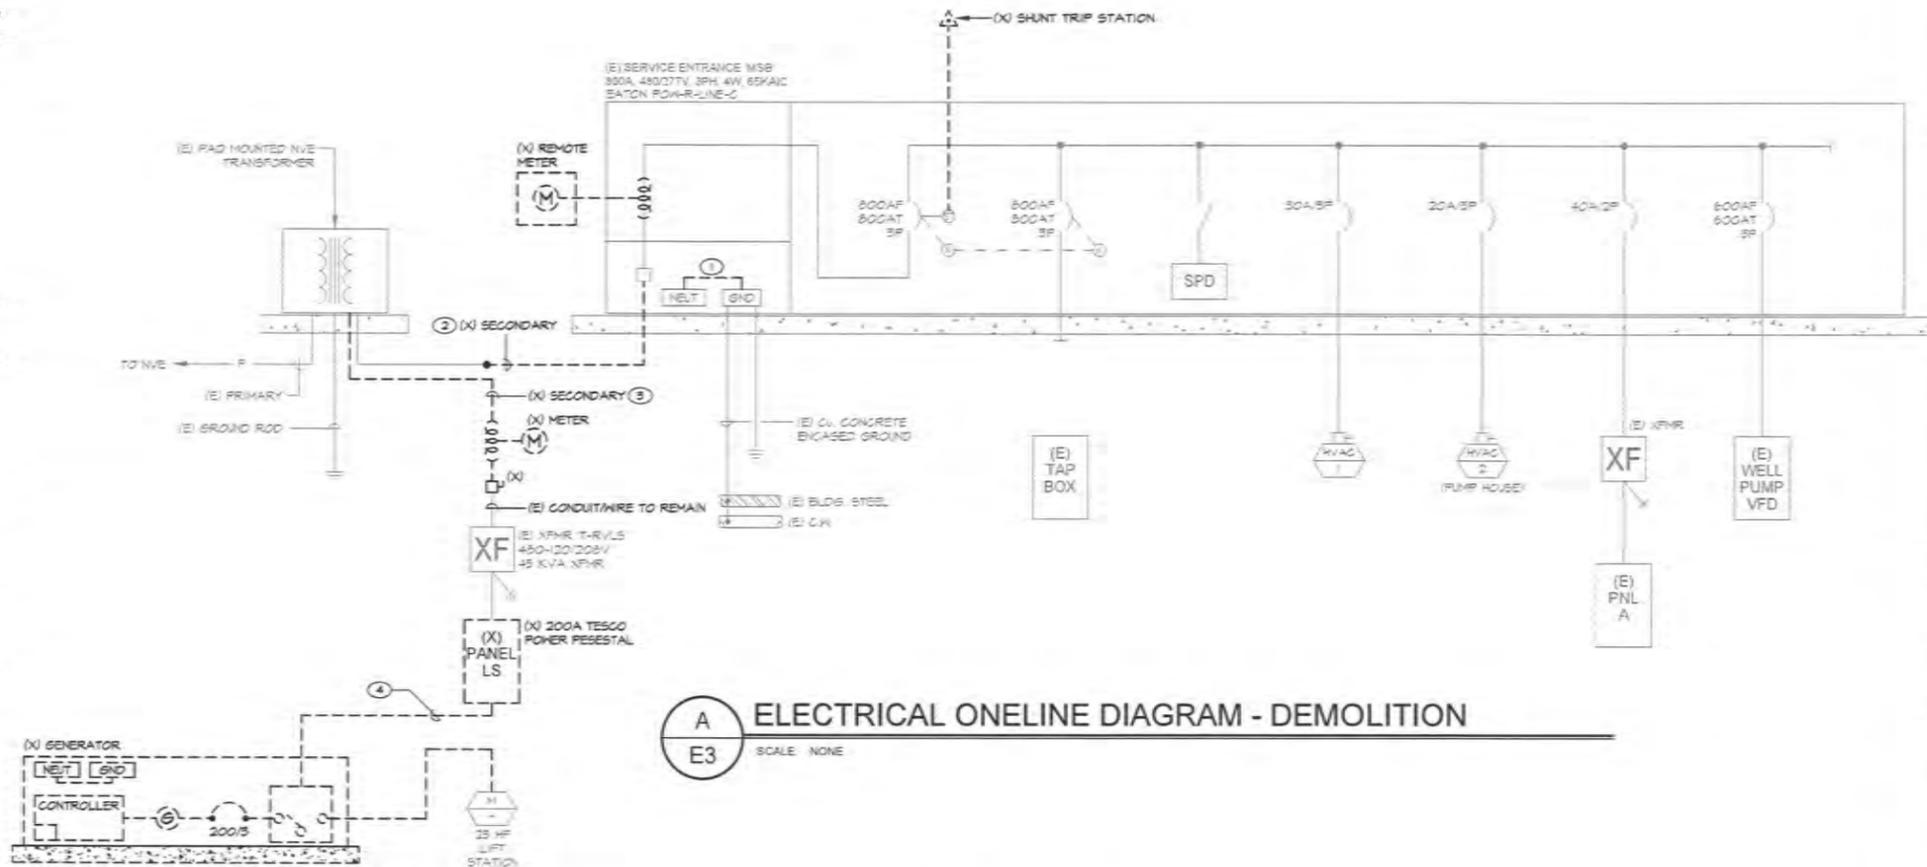 (X) SHUNT TRIP STATION
(E) SERVICE ENTRANCE MSB
800A, 480/277V, 3PH, 4W, 65KAIC
EATON POW-R-LINE-C
(E) PAD MOUNTED NVE
TRANSFORMER
(X) REMOTE
METER
M
800AF
800AT
3P
800AF
800AT
3P
30A/3P
20A/3P
40A/2P
600AF
600AT
3P
SPD
1
NEUT
GND
2 (X) SECONDARY
TO NVE
P
(E) PRIMARY
(E) GROUND ROD
(X) SECONDARY 3
(X) METER
M
(X)
(E) CONDUIT/WIRE TO REMAIN
(E) CU. CONCRETE
ENCASED GROUND
(E) BLDG. STEEL
(E) C.W.
(E)
TAP
BOX
HVAC
1
HVAC
2
(PUMP HOUSE)
(E) XFMR
XF
(E)
WELL
PUMP
VFD
(E)
PNL
A
XF
(E) XFMR T-RVLS
480-120/208V
45 KVA XFMR
(X)
PANEL
LS
(X) 200A TESCO
POWER PESESTAL
4
(X) GENERATOR
NEUT
GND
CONTROLLER
G
200/3
M
25 HP
LIFT
STATION
A
E3
ELECTRICAL ONELINE DIAGRAM - DEMOLITION
SCALE NONE